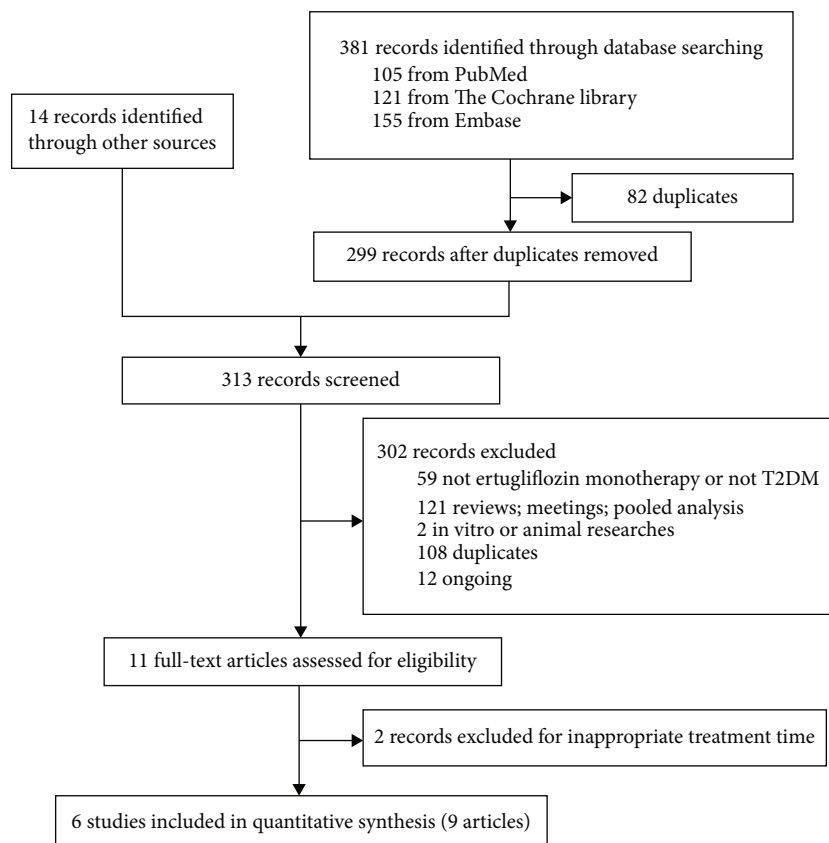 381 records identified through database searching
105 from PubMed
121 from The Cochrane library
155 from Embase
14 records identified
through other sources
82 duplicates
299 records after duplicates removed
313 records screened
302 records excluded
59 not ertugliflozin monotherapy or not T2DM
121 reviews; meetings; pooled analysis
2 in vitro or animal researches
108 duplicates
12 ongoing
11 full-text articles assessed for eligibility
2 records excluded for inappropriate treatment time
6 studies included in quantitative synthesis (9 articles)